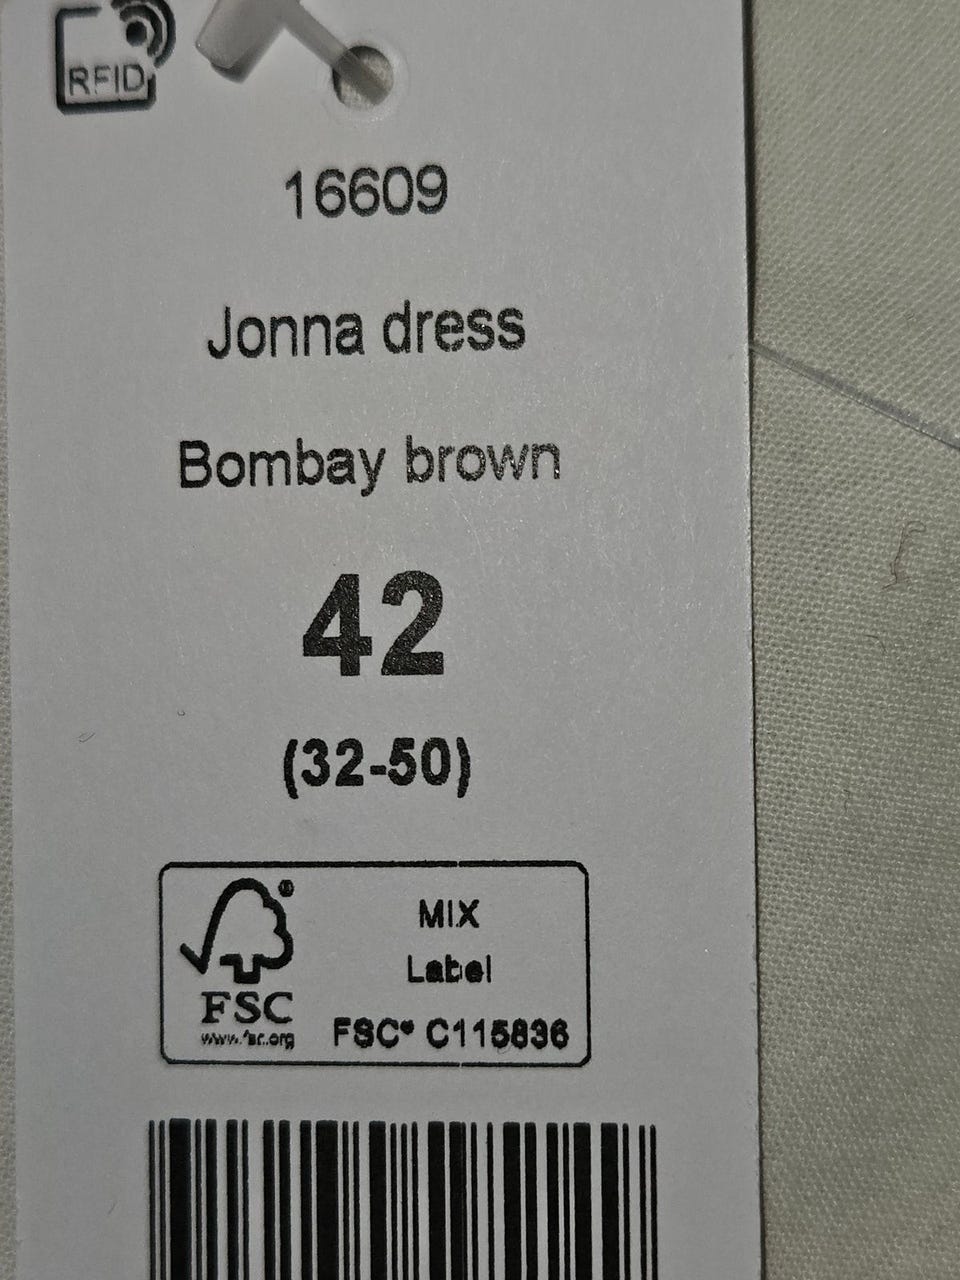 RFID
16609
Jonna dress
Bombay brown
42
(32-50)
®
MIX
Label
FSC
www.fsc.org
FSC® C115836